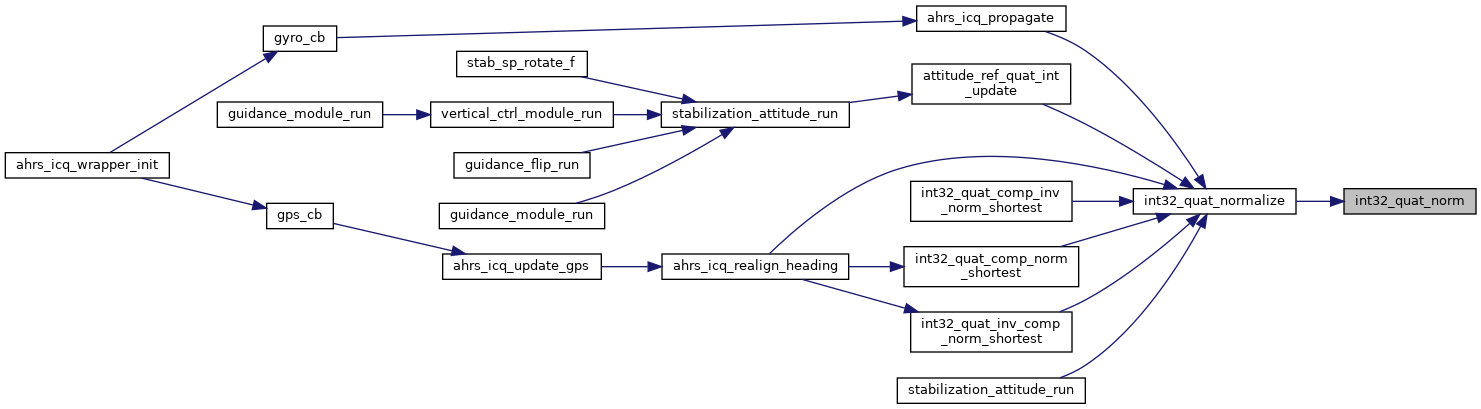 ahrs_icq_propagate
gyro_cb
stab_sp_rotate_f
attitude_ref_quat_int
_update
guidance_module_run
vertical_ctrl_module_run
stabilization_attitude_run
ahrs_icq_wrapper_init
guidance_flip_run
int32_quat_comp_inv
_norm_shortest
int32_quat_normalize
int32_quat_norm
gps_cb
guidance_module_run
ahrs_icq_update_gps
ahrs_icq_realign_heading
int32_quat_comp_norm
_shortest
int32_quat_inv_comp
_norm_shortest
stabilization_attitude_run